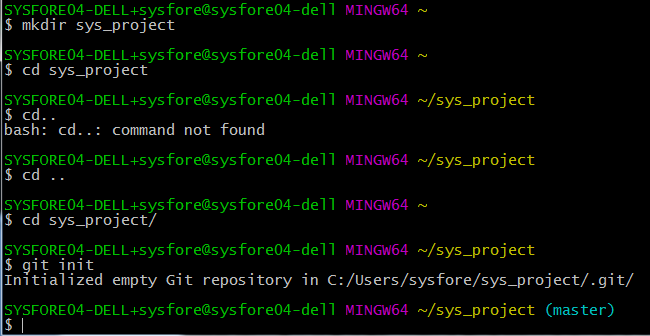 SYSFORE04-DELL+sysfore@sysfore04-dell MINGW64 ~
$ mkdir sys_project
SYSFORE04-DELL+sysfore@sysfore04-dell MINGW64 ~
$ cd sys_project
SYSFORE04-DELL+sysfore@sysfore04-dell MINGW64 ~/sys_project
$ cd..
bash: cd..: command not found
SYSFORE04-DELL+sysfore@sysfore04-dell MINGW64 ~/sys_project
$ cd ..
SYSFORE04-DELL+sysfore@sysfore04-dell MINGW64 ~
$ cd sys_project/
SYSFORE04-DELL+sysfore@sysfore04-dell MINGW64 ~/sys_project
$ git init
Initialized empty Git repository in C:/Users/sysfore/sys_project/.git/
SYSFORE04-DELL+sysfore@sysfore04-dell MINGW64 ~/sys_project (master)
$